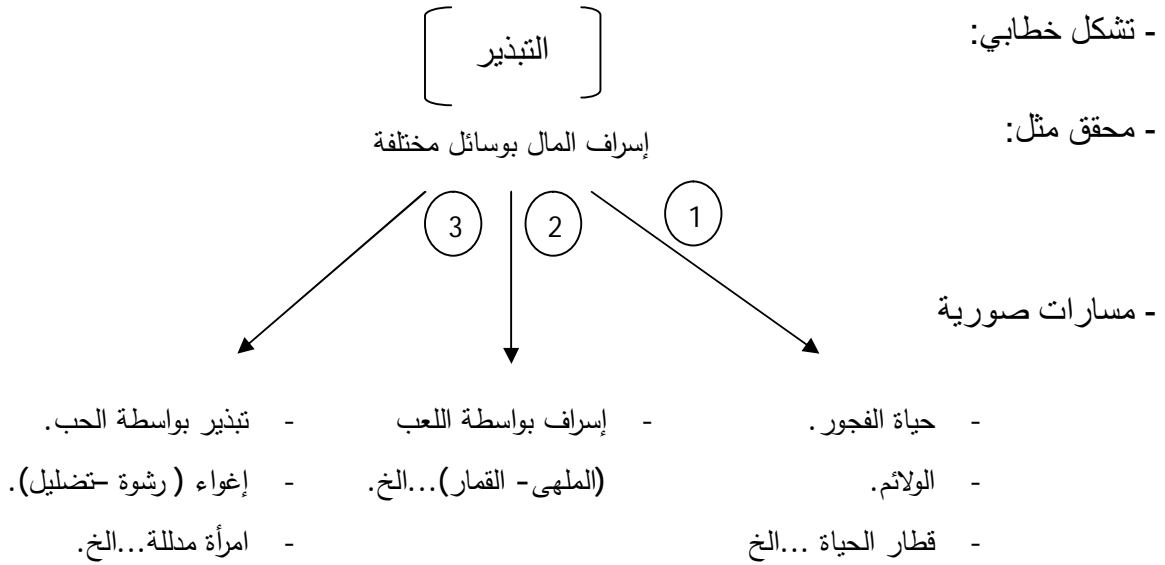 - تشكل خطابي:
التبذير
- محقق مثل:
إسراف المال بوسائل مختلفة
1
2
3
- مسارات صورية
- حياة الفجور.
- الولائم.
- قطار الحياة ...الخ
- إسراف بواسطة اللعب
(الملهى- القمار)...الخ.
- تبذير بواسطة الحب.
- إغواء ( رشوة –تضليل).
- امرأة مدللة...الخ.